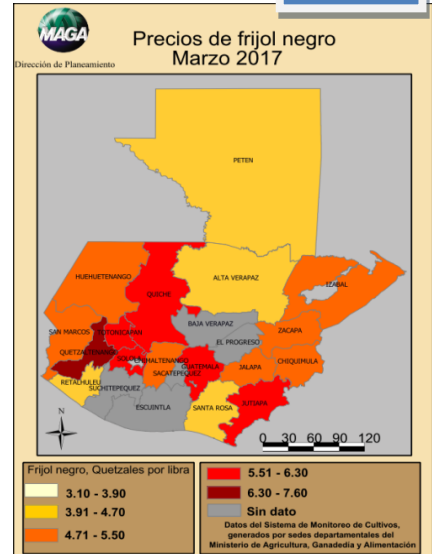 MAGA
Dirección de Planeamiento
Precios de frijol negro
Marzo 2017
PETEN
HUEHUETENANGO
QUICHE
ALTA VERAPAZ
IZABAL
SAN MARCOS
TOTONICAPAN
BAJA VERAPAZ
ZACAPA
EL PROGRESO
QUETZALTENANGO
SOLOLA
CHIMALTENANGO
GUATEMALA
JALAPA
CHIQUIMULA
SACATEPEQUEZ
RETALHULEU
SUCHITEPEQUEZ
ESCUINTLA
SANTA ROSA
JUTIAPA
N
0 30 60 90 120
Frijol negro, Quetzales por libra
3.10 - 3.90
3.91 - 4.70
4.71 - 5.50
5.51 - 6.30
6.30 - 7.60
Sin dato
Datos del Sistema de Monitoreo de Cultivos,
generados por sedes departamentales del
Ministerio de Agricultura, Ganadedía y Alimentación